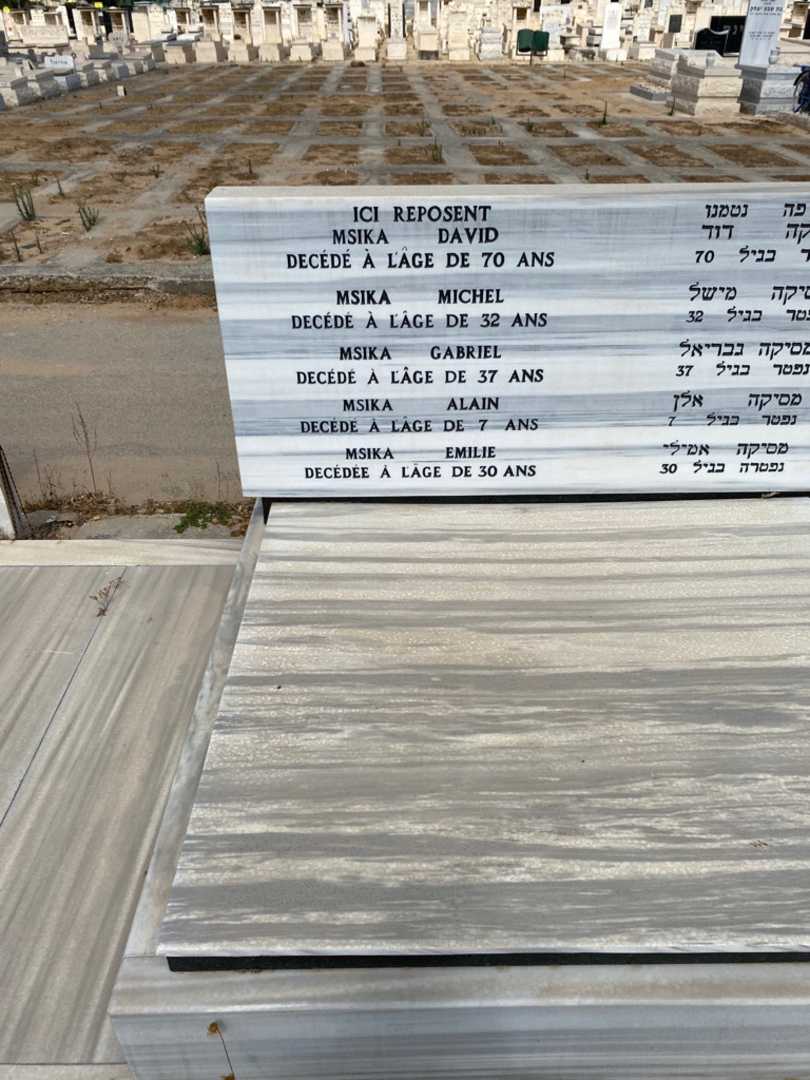 ICI REPOSENT
MSIKA DAVID
DECÉDÉ À L'ÂGE DE 70 ANS
MSIKA MICHEL
DECÉDÉ À L'ÂGE DE 32 ANS
MSIKA GABRIEL
DECÉDÉ À L'ÂGE DE 37 ANS
MSIKA ALAIN
DECÉDÉ À L'ÂGE DE 7 ANS
MSIKA EMILIE
DECÉDÉE À L'ÂGE DE 30 ANS
פה נטמנו
דוד
בגיל 70
מישל
בגיל 32
מסיקה גבריאל
נפטר בגיל 37
מסיקה אלן
נפטר בגיל 7
מסיקה אמילי
נפטרה בגיל 30